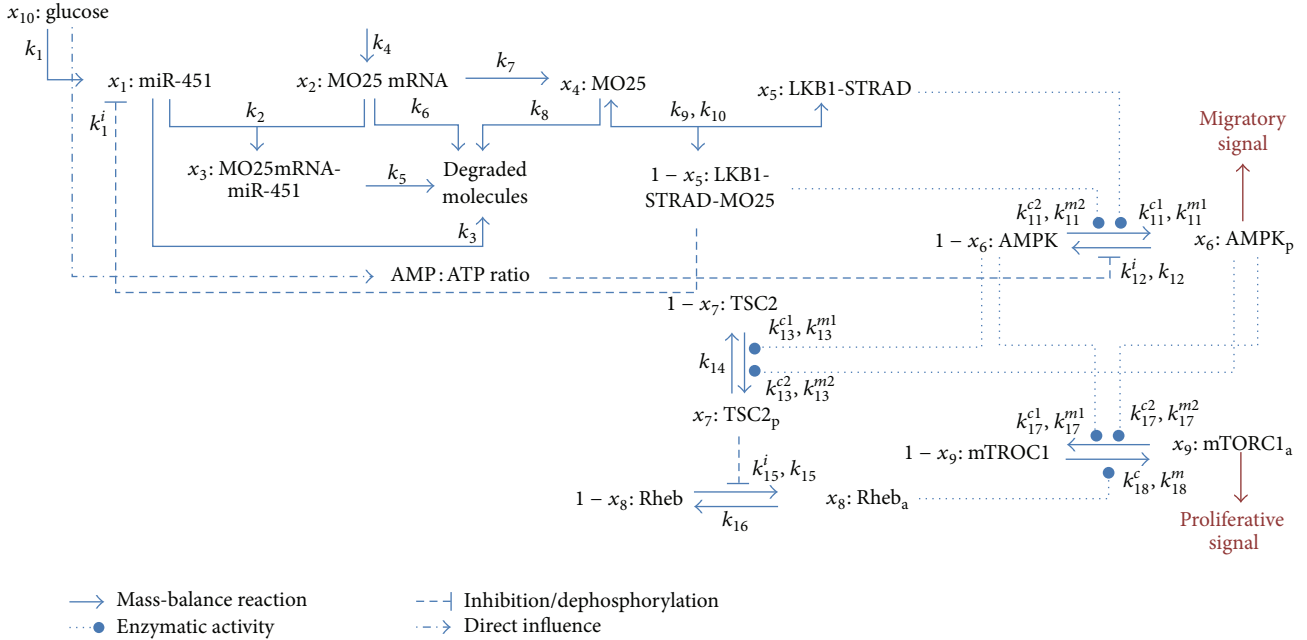 x₁₀: glucose
k₁
k₄
x₁: miR-451
x₂: MO25 mRNA
k₇
x₄: MO25
x₅: LKB1-STRAD
k₁ⁱ
k₂
k₆
k₈
k₉, k₁₀
x₃: MO25mRNA-
miR-451
k₅
Degraded
molecules
1 − x₅: LKB1-
STRAD-MO25
k₃
Migratory
signal
k₁₁ᶜ², k₁₁ᵐ²
k₁₁ᶜ¹, k₁₁ᵐ¹
1 − x₆: AMPK
x₆: AMPKₚ
k₁₂ⁱ, k₁₂
AMP: ATP ratio
1 − x₇: TSC2
k₁₃ᶜ¹, k₁₃ᵐ¹
k₁₄
k₁₃ᶜ², k₁₃ᵐ²
x₇: TSC2ₚ
k₁₇ᶜ¹, k₁₇ᵐ¹
k₁₇ᶜ², k₁₇ᵐ²
1 − x₉: mTROC1
x₉: mTORC1ₐ
k₁₈ᶜ, k₁₈ᵐ
k₁₅ⁱ, k₁₅
1 − x₈: Rheb
x₈: Rhebₐ
k₁₆
Proliferative
signal
Mass-balance reaction
Enzymatic activity
Inhibition/dephosphorylation
Direct influence